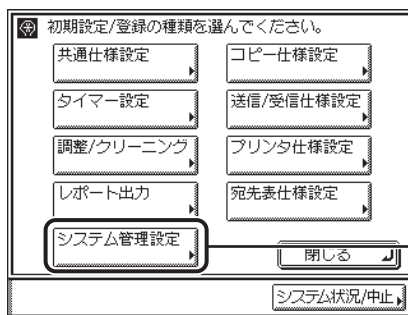 初期設定/登録の種類を選んでください。
共通仕様設定
コピー仕様設定
タイマー設定
送信/受信仕様設定
調整/クリーニング
プリンタ仕様設定
レポート出力
宛先表仕様設定
システム管理設定
閉じる
システム状況/中止